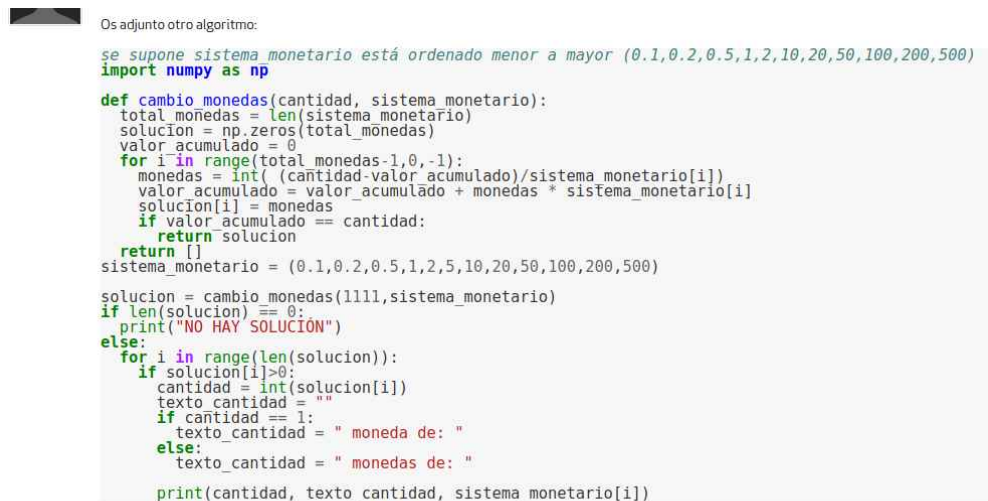 Os adjunto otro algoritmo:
se supone sistema_monetario está ordenado menor a mayor (0.1,0.2,0.5,1,2,10,20,50,100,200,500)
import numpy as np
def cambio_monedas(cantidad, sistema_monetario):
  total_monedas = len(sistema_monetario)
  solucion = np.zeros(total_monedas)
  valor_acumulado = 0
  for i in range(total_monedas-1,0,-1):
    monedas = int( (cantidad-valor_acumulado)/sistema_monetario[i])
    valor_acumulado = valor_acumulado + monedas * sistema_monetario[i]
    solucion[i] = monedas
    if valor_acumulado == cantidad:
      return solucion
  return []
sistema_monetario = (0.1,0.2,0.5,1,2,5,10,20,50,100,200,500)
solucion = cambio_monedas(1111,sistema_monetario)
if len(solucion) == 0:
  print("NO HAY SOLUCIÓN")
else:
  for i in range(len(solucion)):
    if solucion[i]>0:
      cantidad = int(solucion[i])
      texto_cantidad = ""
      if cantidad == 1:
        texto_cantidad = " moneda de: "
      else:
        texto_cantidad = " monedas de: "
      print(cantidad, texto_cantidad, sistema_monetario[i])